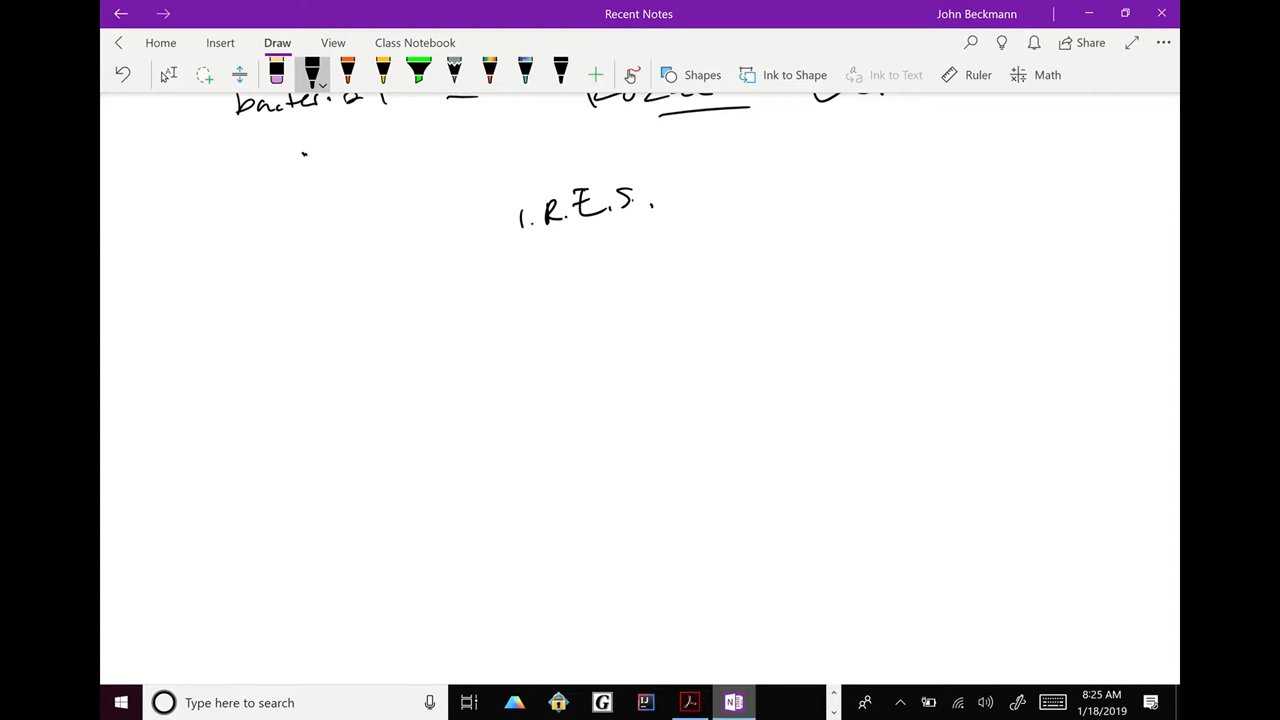 Recent Notes
John Beckmann
Home Insert Draw View Class Notebook
Share
Shapes Ink to Shape Ink to Text Ruler Math
bacterial
I.R.E.S.
Type here to search
8:25 AM
1/18/2019